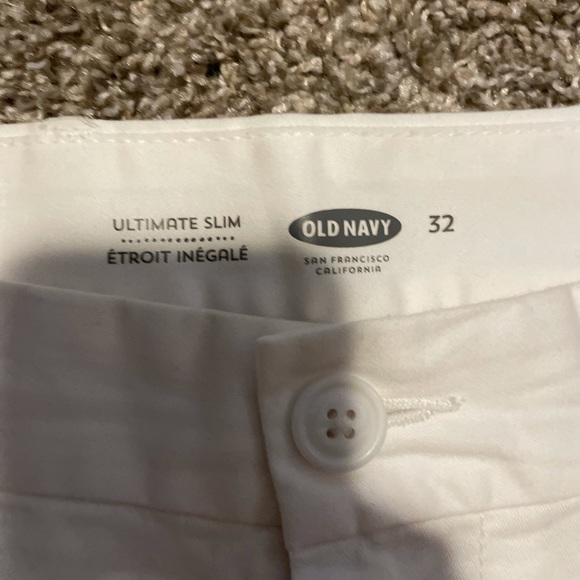 ULTIMATE SLIM
ÉTROIT INÉGALÉ
OLD NAVY
SAN FRANCISCO
CALIFORNIA
32